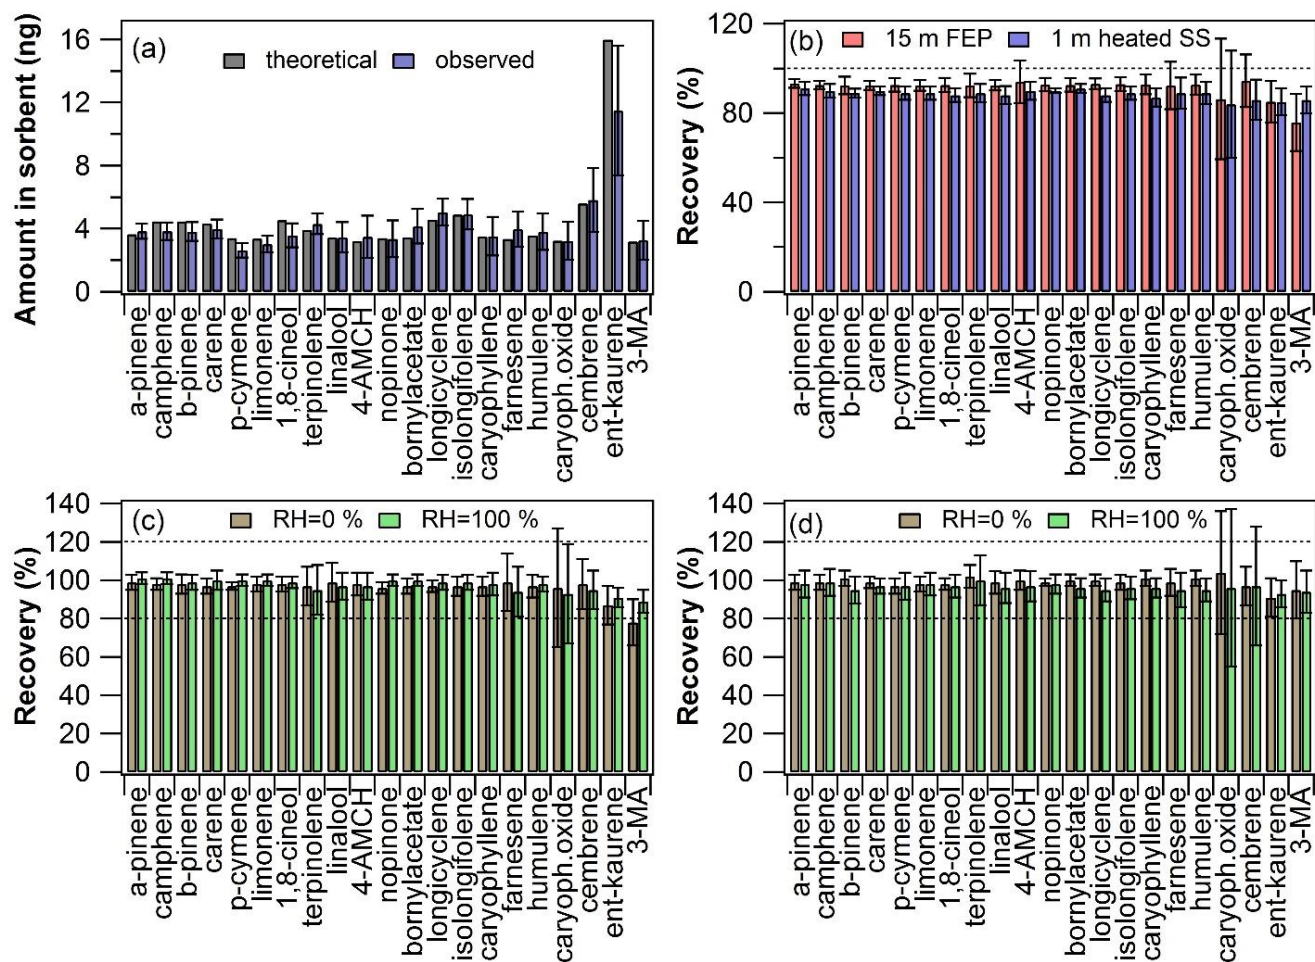 (a)
theoretical observed
Amount in sorbent (ng)
16
12
8
4
0
a-pinene
camphene
b-pinene
carene
p-cymene
limonene
1,8-cineol
terpinolene
linalool
4-AMCH
nopinone
bornylacetate
longicyclene
isolongifolene
caryophyllene
farnesene
humulene
caryoph.oxide
cembrene
ent-kaurene
3-MA
(b)
15 m FEP 1 m heated SS
Recovery (%)
120
80
40
0
a-pinene
camphene
b-pinene
carene
p-cymene
limonene
1,8-cineol
terpinolene
linalool
4-AMCH
nopinone
bornylacetate
longicyclene
isolongifolene
caryophyllene
farnesene
humulene
caryoph.oxide
cembrene
ent-kaurene
3-MA
(c)
RH=0 % RH=100 %
Recovery (%)
140
120
100
80
60
40
20
0
a-pinene
camphene
b-pinene
carene
p-cymene
limonene
1,8-cineol
terpinolene
linalool
4-AMCH
nopinone
bornylacetate
longicyclene
isolongifolene
caryophyllene
farnesene
humulene
caryoph.oxide
cembrene
ent-kaurene
3-MA
(d)
RH=0 % RH=100 %
Recovery (%)
140
120
100
80
60
40
20
0
a-pinene
camphene
b-pinene
carene
p-cymene
limonene
1,8-cineol
terpinolene
linalool
4-AMCH
nopinone
bornylacetate
longicyclene
isolongifolene
caryophyllene
farnesene
humulene
caryoph.oxide
cembrene
ent-kaurene
3-MA